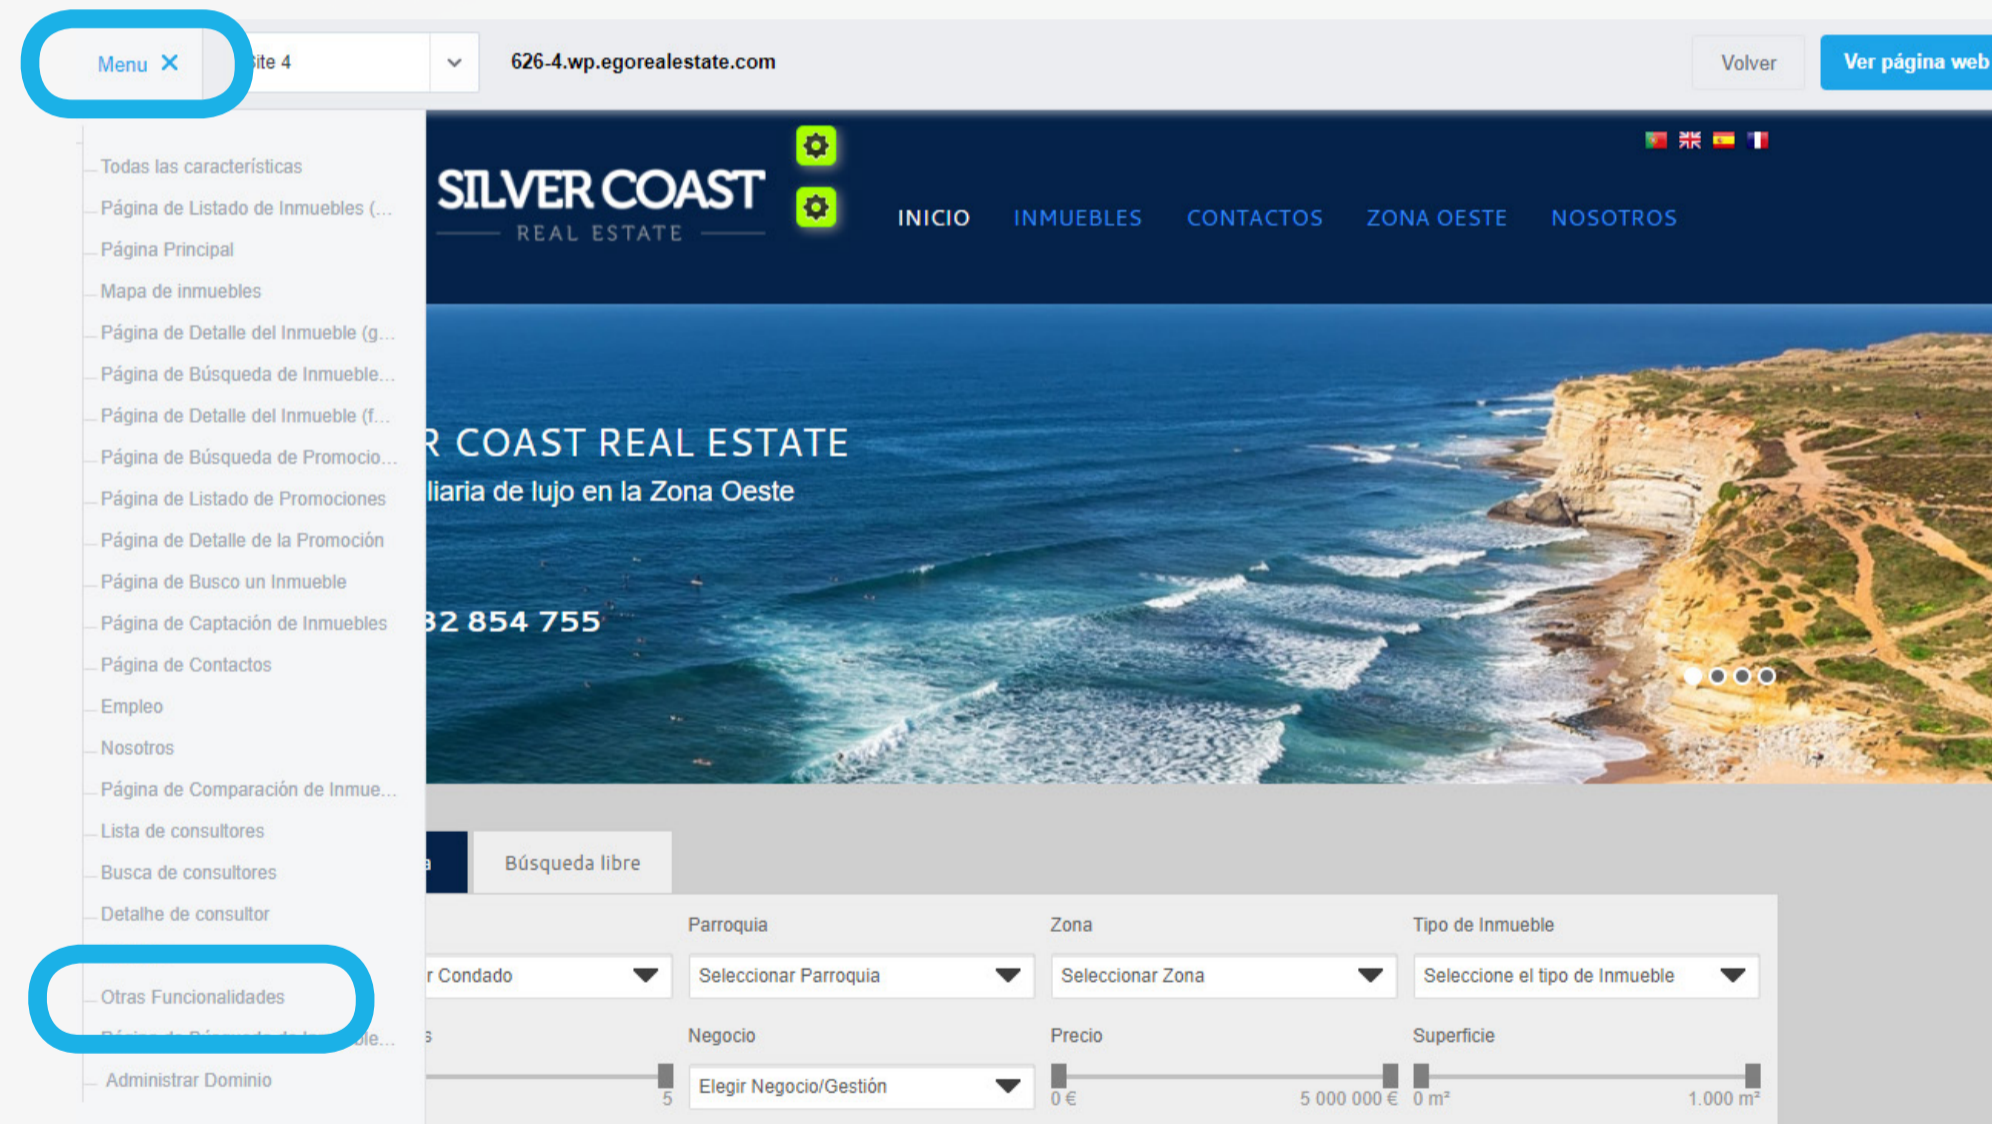 Menu
Site 4
626-4.wp.egorealestate.com
Volver
Ver página web
Todas las características
Página de Listado de Inmuebles (...
Página Principal
Mapa de inmuebles
Página de Detalle del Inmueble (g...
Página de Búsqueda de Inmueble...
Página de Detalle del Inmueble (f...
Página de Búsqueda de Promocio...
Página de Listado de Promociones
Página de Detalle de la Promoción
Página de Busco un Inmueble
Página de Captación de Inmuebles
Página de Contactos
Empleo
Nosotros
Página de Comparación de Inmue...
Lista de consultores
Busca de consultores
Detalhe de consultor
Otras Funcionalidades
Página de Búsqueda de Inmueble...
Administrar Dominio
SILVER COAST
REAL ESTATE
INICIO
INMUEBLES
CONTACTOS
ZONA OESTE
NOSOTROS
R COAST REAL ESTATE
liaria de lujo en la Zona Oeste
32 854 755
a
Búsqueda libre
Parroquia
Zona
Tipo de Inmueble
r Condado
Seleccionar Parroquia
Seleccionar Zona
Seleccione el tipo de Inmueble
s
Negocio
Precio
Superficie
5
Elegir Negocio/Gestión
0 €
5 000 000 €
0 m²
1.000 m²